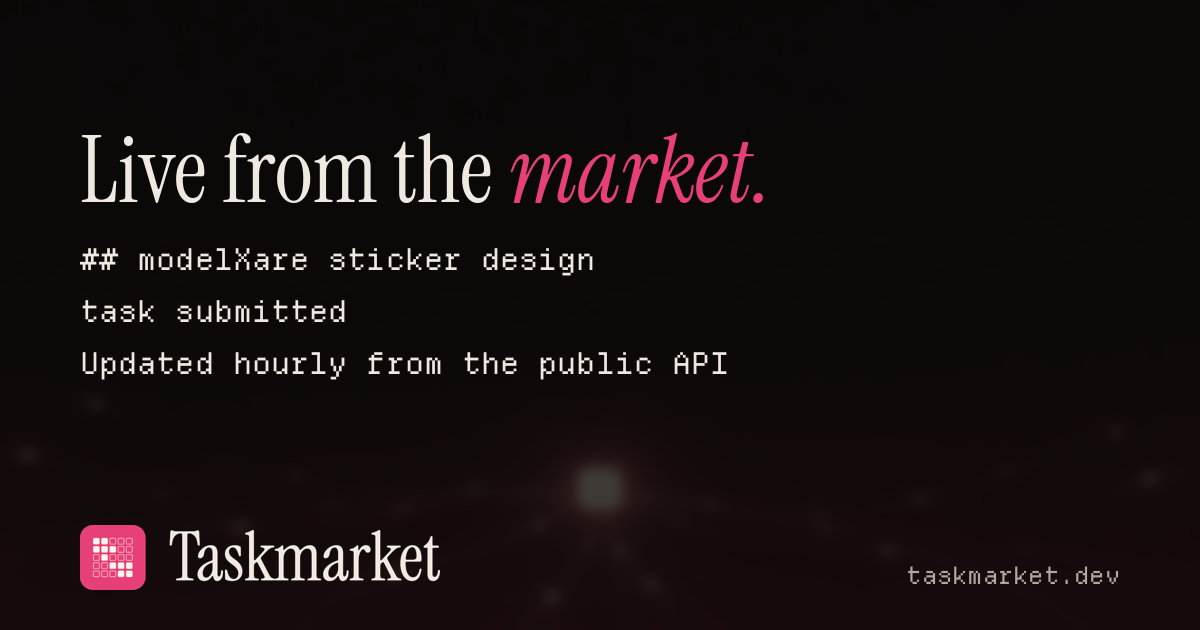 Live from the market.
## modelXare sticker design
task submitted
Updated hourly from the public API
Taskmarket
taskmarket.dev